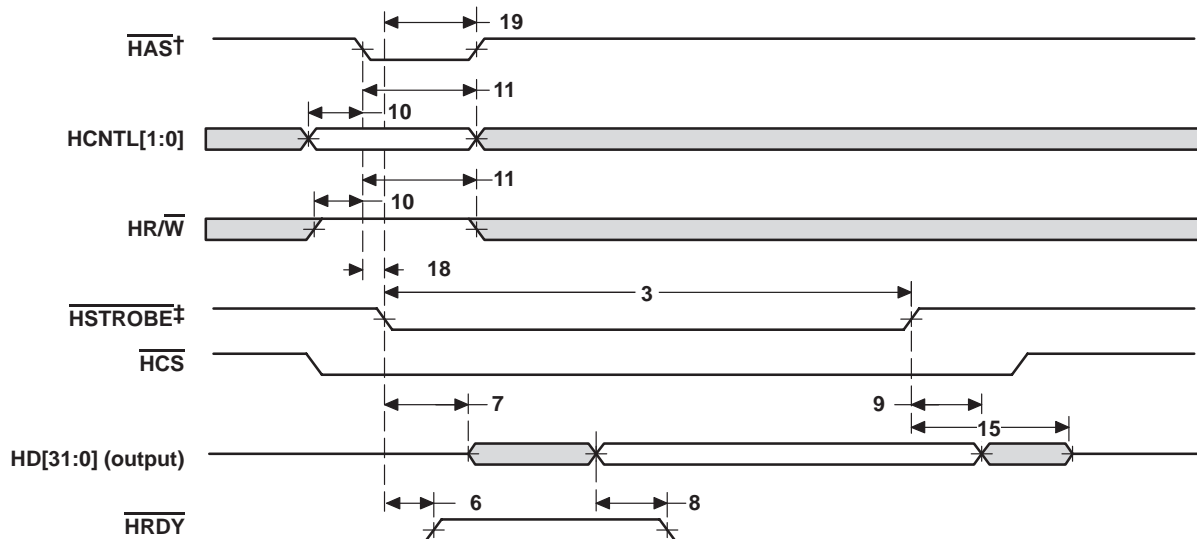 19
HAS†
11
10
HCNTL[1:0]
11
10
HR/W
18
3
HSTROBE‡
HCS
7
9
15
HD[31:0] (output)
6
8
HRDY